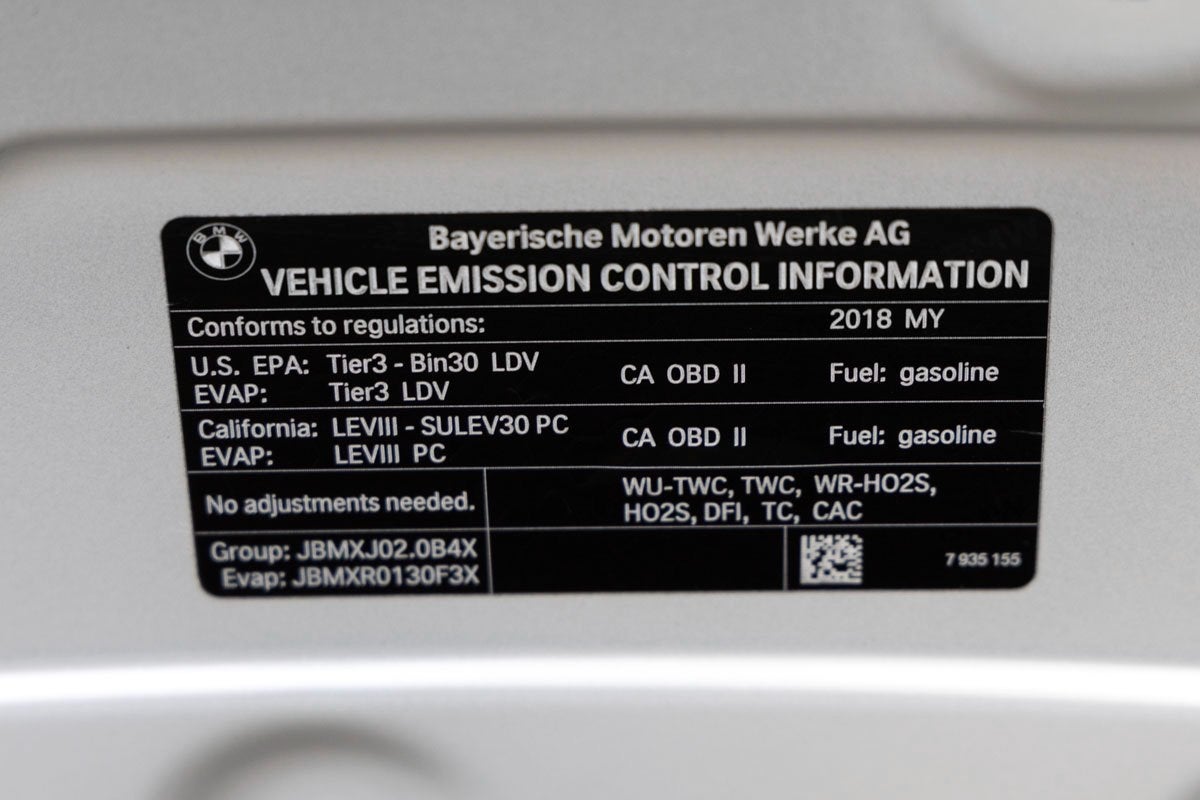 BMW
Bayerische Motoren Werke AG
VEHICLE EMISSION CONTROL INFORMATION
Conforms to regulations: 2018 MY
U.S. EPA: Tier3 - Bin30 LDV CA OBD II Fuel: gasoline
EVAP: Tier3 LDV
California: LEVIII - SULEV30 PC CA OBD II Fuel: gasoline
EVAP: LEVIII PC
No adjustments needed.
WU-TWC, TWC, WR-HO2S,
HO2S, DFI, TC, CAC
Group: JBMXJ02.0B4X
Evap: JBMXR0130F3X
7 935 155